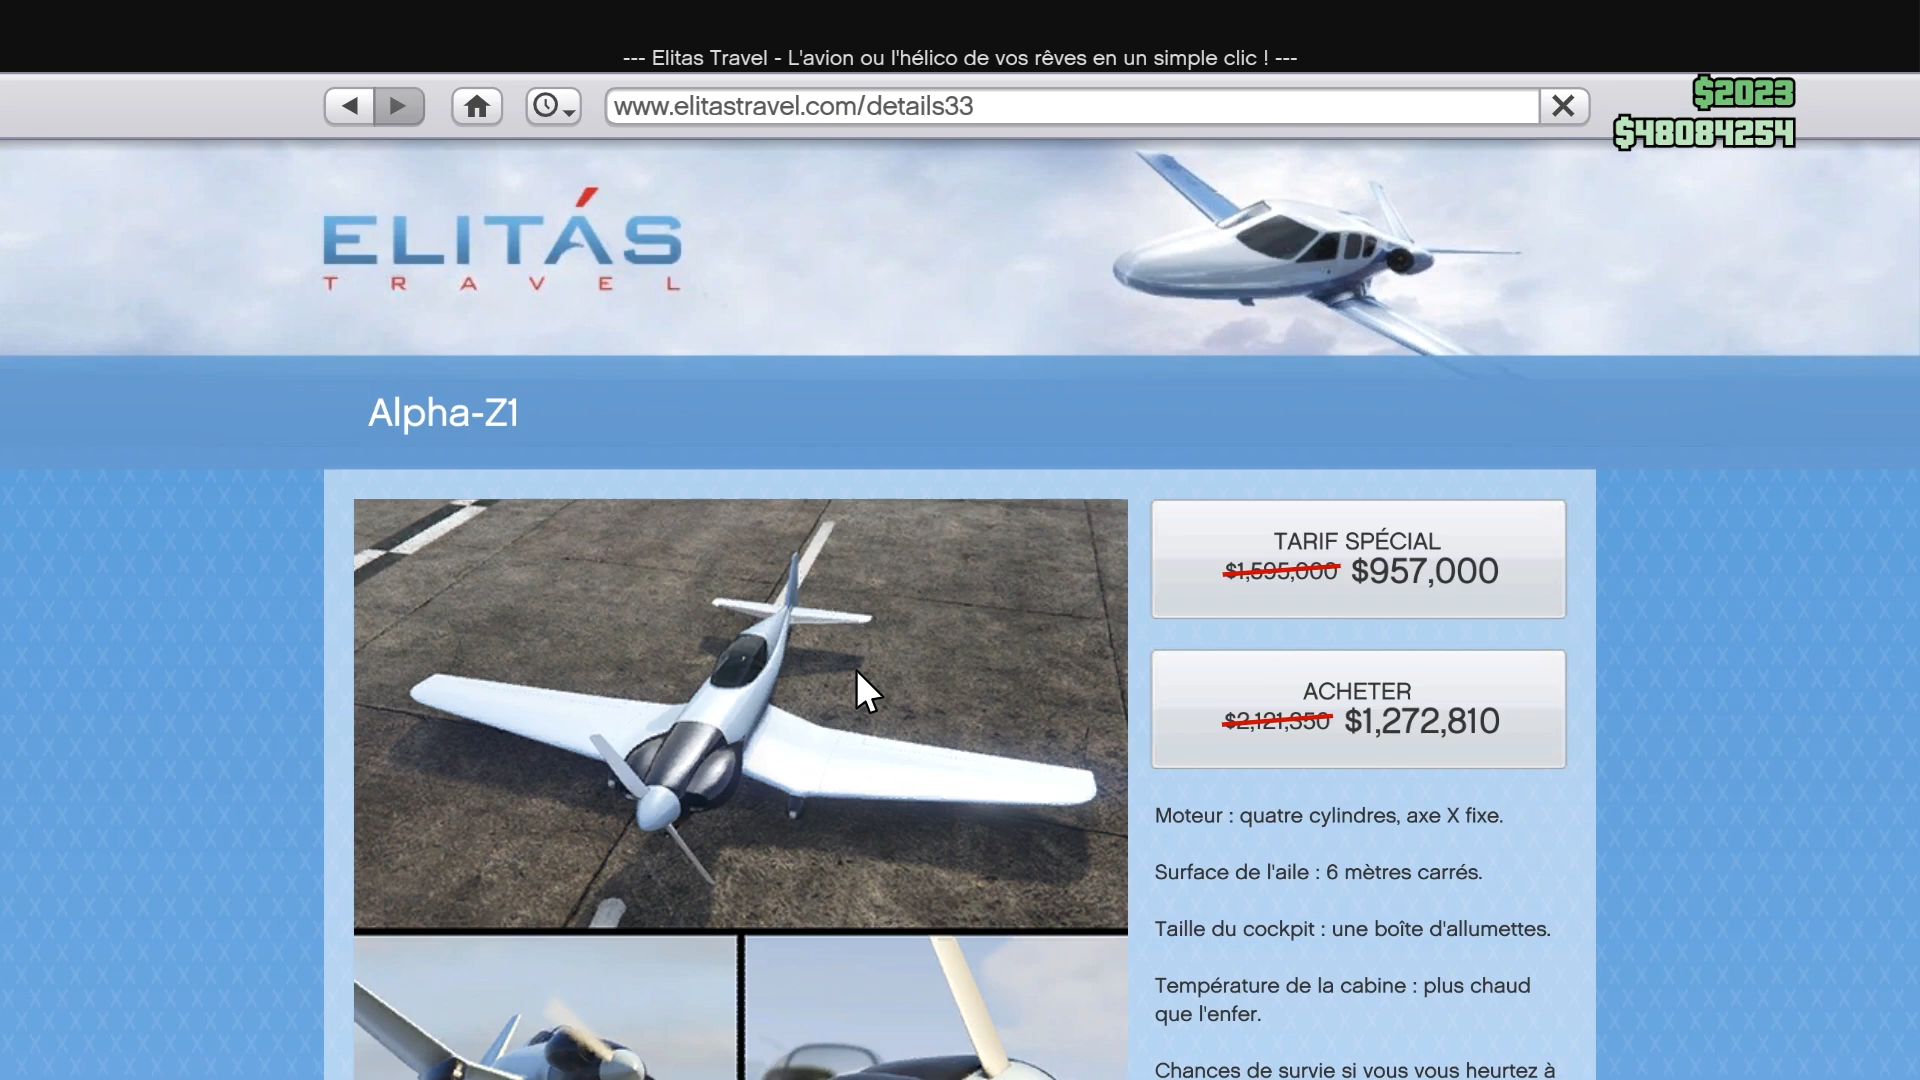 --- Elitas Travel - L'avion ou l'hélico de vos rêves en un simple clic ! ---
www.elitastravel.com/details33
$2023
$48084254
ELITÁS
TRAVEL
Alpha-Z1
TARIF SPÉCIAL
$1,595,000 $957,000
ACHETER
$2,121,350 $1,272,810
Moteur : quatre cylindres, axe X fixe.
Surface de l'aile : 6 mètres carrés.
Taille du cockpit : une boîte d'allumettes.
Température de la cabine : plus chaud
que l'enfer.
Chances de survie si vous vous heurtez à